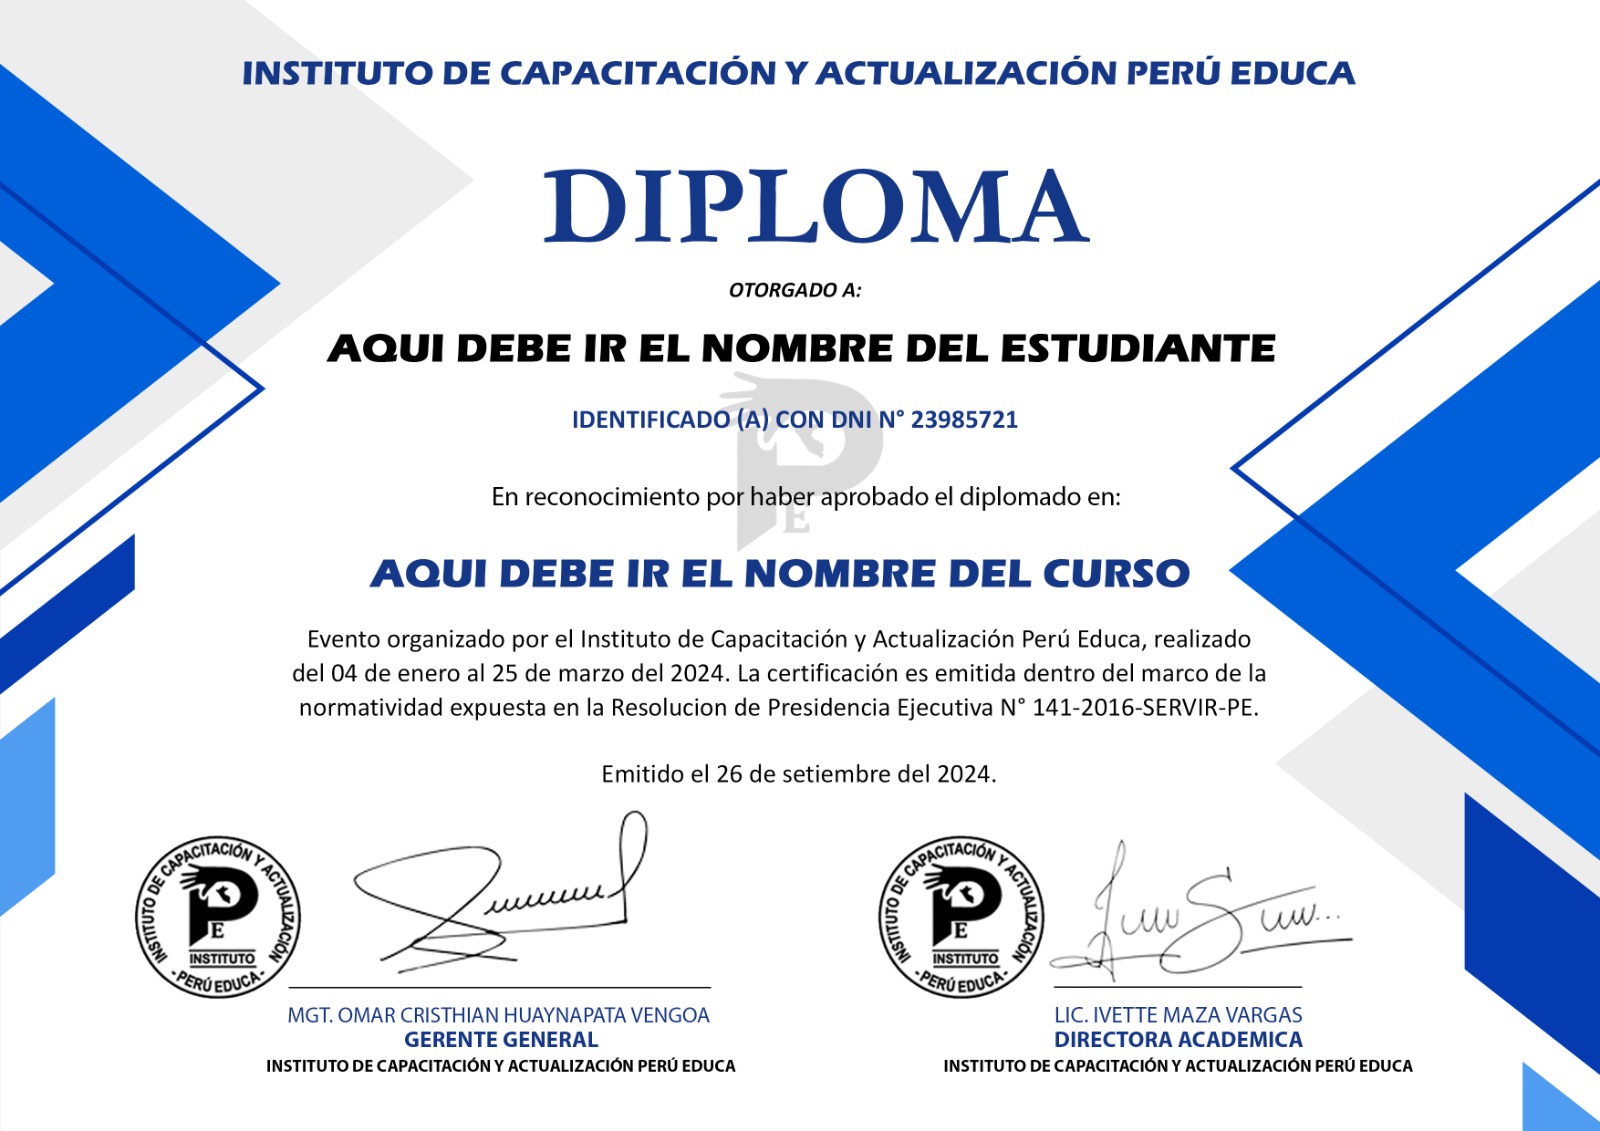 INSTITUTO DE CAPACITACIÓN Y ACTUALIZACIÓN PERÚ EDUCA
DIPLOMA
OTORGADO A:
AQUI DEBE IR EL NOMBRE DEL ESTUDIANTE
IDENTIFICADO (A) CON DNI N° 23985721
En reconocimiento por haber aprobado el diplomado en:
PE
AQUI DEBE IR EL NOMBRE DEL CURSO
Evento organizado por el Instituto de Capacitación y Actualización Perú Educa, realizado
del 04 de enero al 25 de marzo del 2024. La certificación es emitida dentro del marco de la
normatividad expuesta en la Resolucion de Presidencia Ejecutiva N° 141-2016-SERVIR-PE.
Emitido el 26 de setiembre del 2024.
INSTITUTO DE CAPACITACIÓN Y ACTUALIZACIÓN
PE
INSTITUTO
- PERÚ EDUCA -
MGT. OMAR CRISTHIAN HUAYNAPATA VENGOA
GERENTE GENERAL
INSTITUTO DE CAPACITACIÓN Y ACTUALIZACIÓN PERÚ EDUCA
INSTITUTO DE CAPACITACIÓN Y ACTUALIZACIÓN
PE
INSTITUTO
- PERÚ EDUCA -
LIC. IVETTE MAZA VARGAS
DIRECTORA ACADEMICA
INSTITUTO DE CAPACITACIÓN Y ACTUALIZACIÓN PERÚ EDUCA